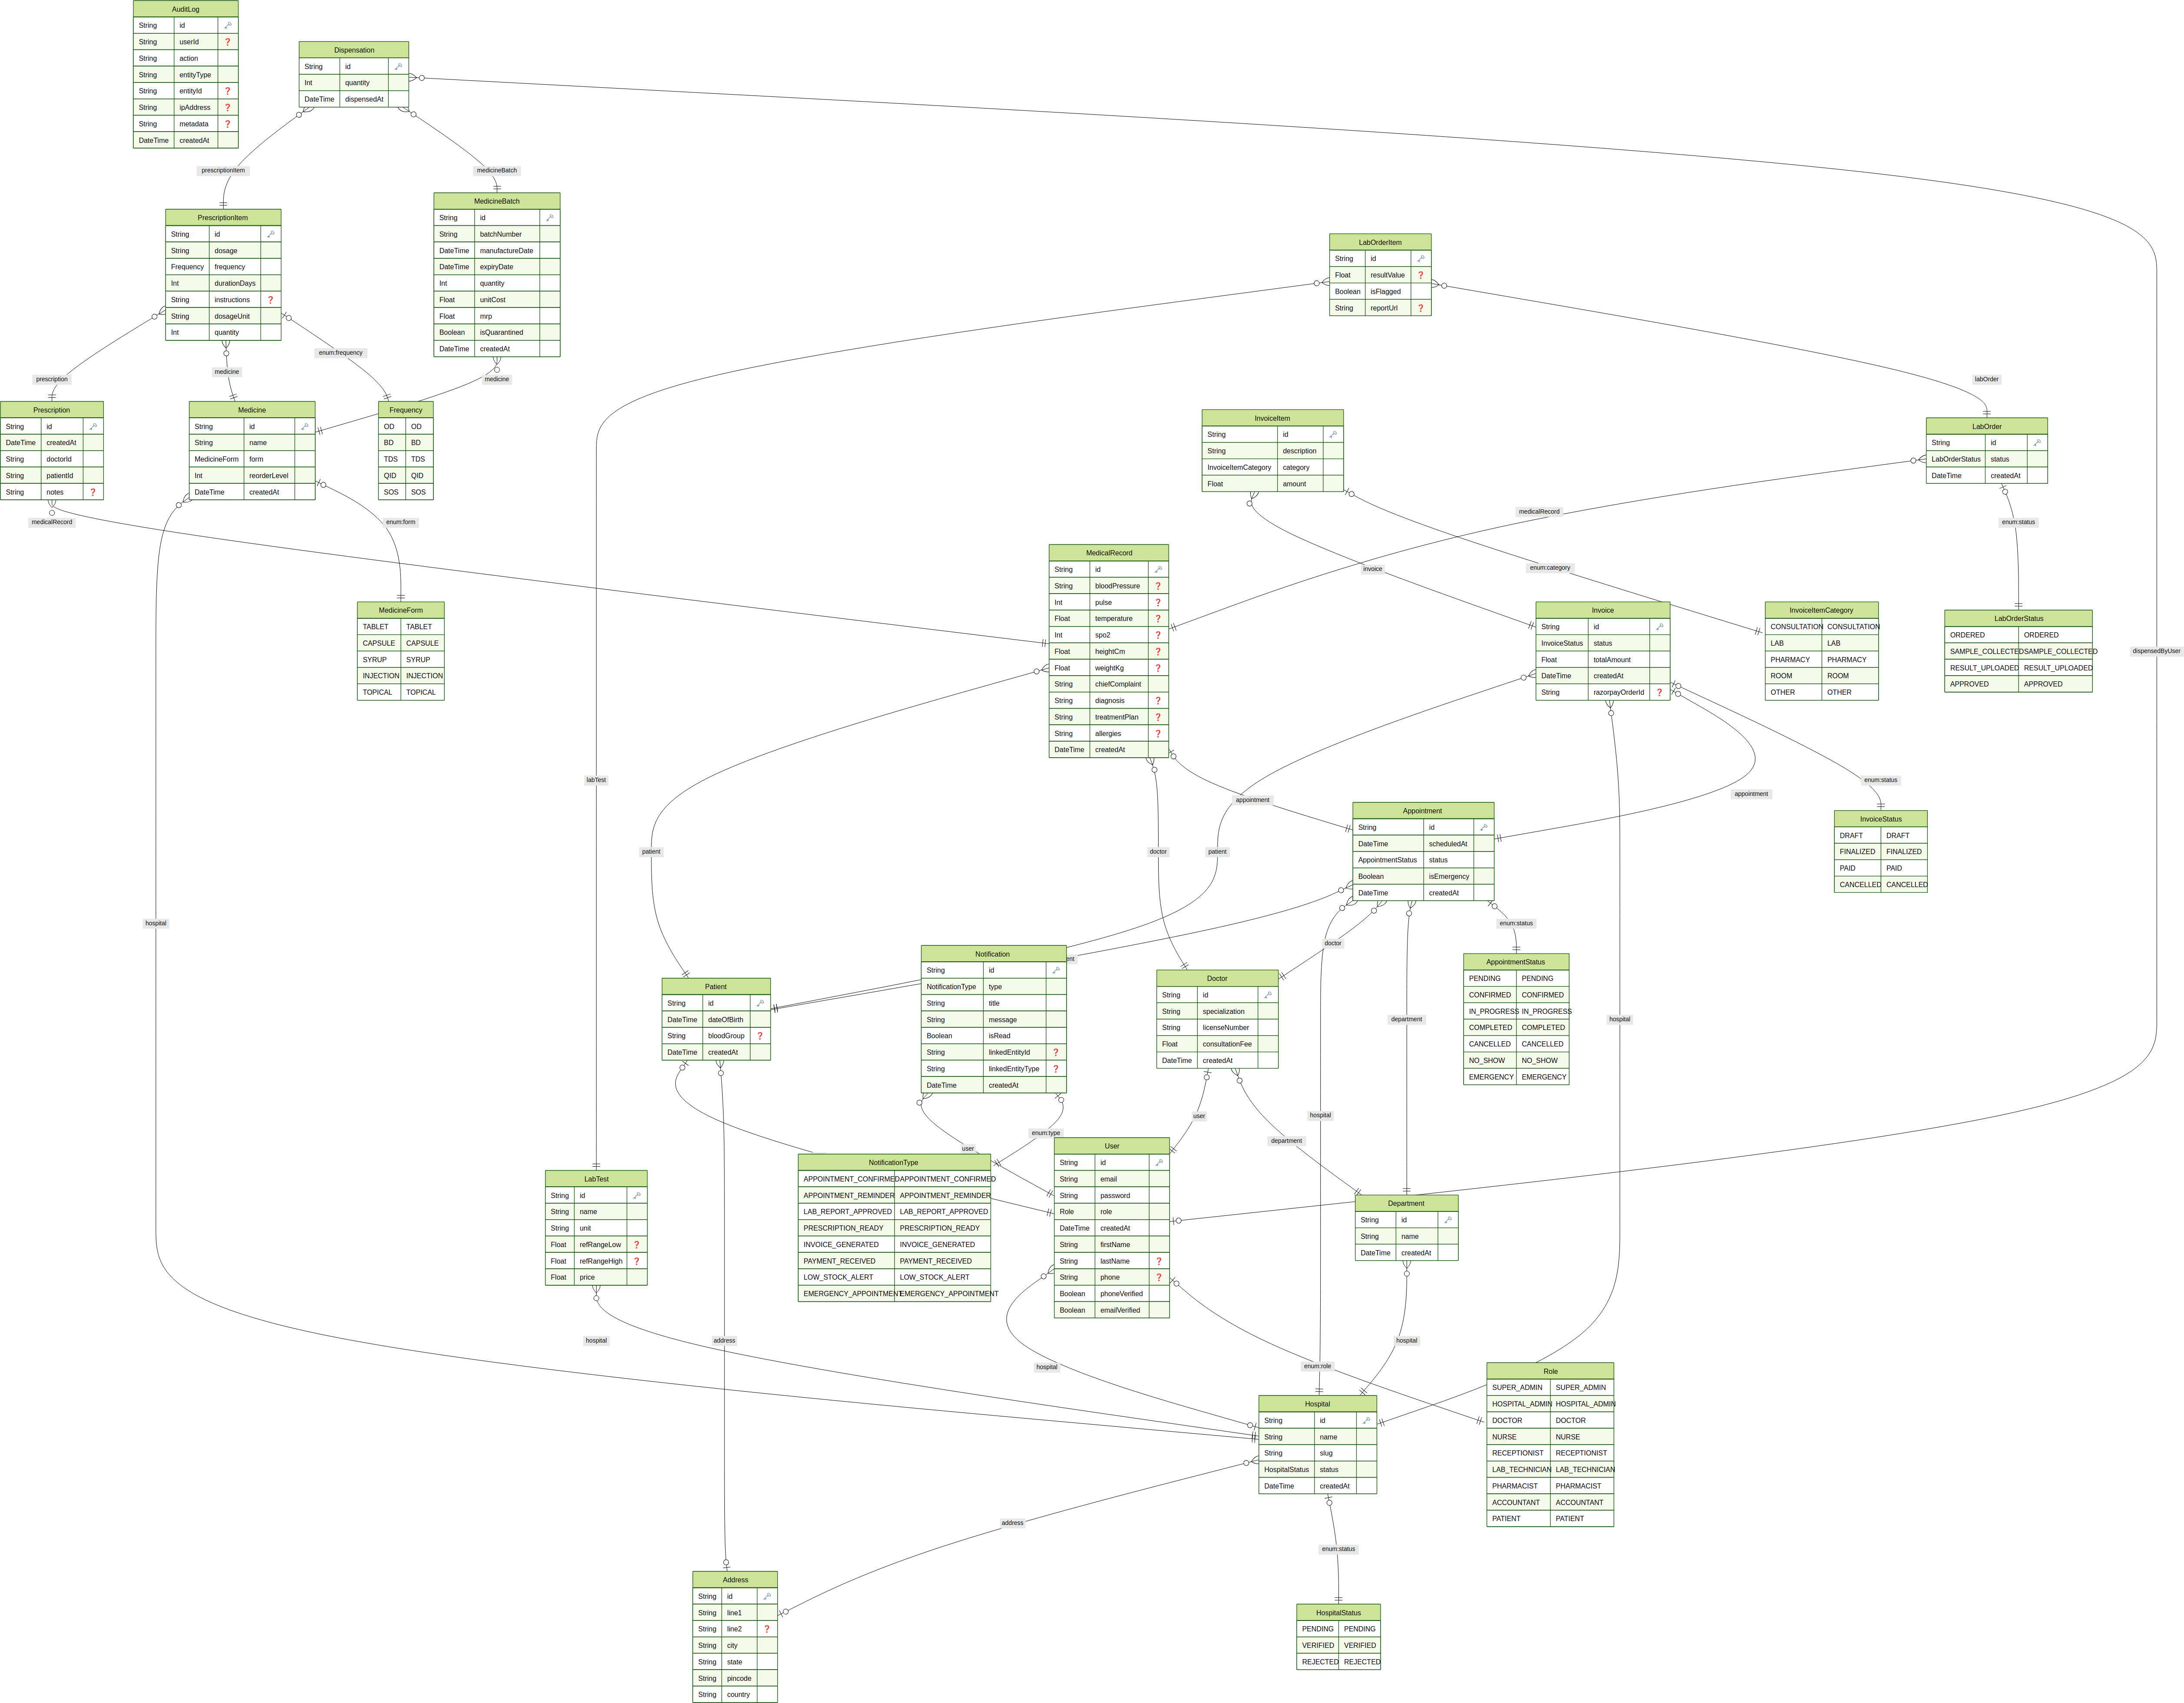 AuditLog
String id
String userId ?
String action
String entityType
String entityId ?
String ipAddress ?
String metadata ?
DateTime createdAt
Dispensation
String id
Int quantity
DateTime dispensedAt
prescriptionItem
medicineBatch
MedicineBatch
String id
String batchNumber
DateTime manufactureDate
DateTime expiryDate
Int quantity
Float unitCost
Float mrp
Boolean isQuarantined
DateTime createdAt
PrescriptionItem
String id
String dosage
Frequency frequency
Int durationDays
String instructions ?
String dosageUnit
Int quantity
LabOrderItem
String id
Float resultValue ?
Boolean isFlagged
String reportUrl ?
enum:frequency
medicine
prescription
medicine
labOrder
Prescription
String id
DateTime createdAt
String doctorId
String patientId
String notes ?
Medicine
String id
String name
MedicineForm form
Int reorderLevel
DateTime createdAt
Frequency
OD OD
BD BD
TDS TDS
QID QID
SOS SOS
InvoiceItem
String id
String description
InvoiceItemCategory category
Float amount
LabOrder
String id
LabOrderStatus status
DateTime createdAt
medicalRecord
enum:form
medicalRecord
enum:status
invoice
enum:category
MedicalRecord
String id
String bloodPressure ?
Int pulse ?
Float temperature ?
Int spo2 ?
Float heightCm ?
Float weightKg ?
String chiefComplaint
String diagnosis ?
String treatmentPlan ?
String allergies ?
DateTime createdAt
MedicineForm
TABLET TABLET
CAPSULE CAPSULE
SYRUP SYRUP
INJECTION INJECTION
TOPICAL TOPICAL
Invoice
String id
InvoiceStatus status
Float totalAmount
DateTime createdAt
String razorpayOrderId ?
InvoiceItemCategory
CONSULTATION CONSULTATION
LAB LAB
PHARMACY PHARMACY
ROOM ROOM
OTHER OTHER
LabOrderStatus
ORDERED ORDERED
SAMPLE_COLLECTED SAMPLE_COLLECTED
RESULT_UPLOADED RESULT_UPLOADED
APPROVED APPROVED
dispensedByUser
labTest
appointment
appointment
enum:status
Appointment
String id
DateTime scheduledAt
AppointmentStatus status
Boolean isEmergency
DateTime createdAt
InvoiceStatus
DRAFT DRAFT
FINALIZED FINALIZED
PAID PAID
CANCELLED CANCELLED
patient
doctor
patient
hospital
enum:status
doctor
ent
Notification
String id
NotificationType type
String title
String message
Boolean isRead
String linkedEntityId ?
String linkedEntityType ?
DateTime createdAt
AppointmentStatus
PENDING PENDING
CONFIRMED CONFIRMED
IN_PROGRESS IN_PROGRESS
COMPLETED COMPLETED
CANCELLED CANCELLED
NO_SHOW NO_SHOW
EMERGENCY EMERGENCY
Patient
String id
DateTime dateOfBirth
String bloodGroup ?
DateTime createdAt
Doctor
String id
String specialization
String licenseNumber
Float consultationFee
DateTime createdAt
department
hospital
hospital
user
enum:type
department
user
User
String id
String email
String password
Role role
DateTime createdAt
String firstName
String lastName ?
String phone ?
Boolean phoneVerified
Boolean emailVerified
NotificationType
APPOINTMENT_CONFIRMED APPOINTMENT_CONFIRMED
APPOINTMENT_REMINDER APPOINTMENT_REMINDER
LAB_REPORT_APPROVED LAB_REPORT_APPROVED
PRESCRIPTION_READY PRESCRIPTION_READY
INVOICE_GENERATED INVOICE_GENERATED
PAYMENT_RECEIVED PAYMENT_RECEIVED
LOW_STOCK_ALERT LOW_STOCK_ALERT
EMERGENCY_APPOINTMENT EMERGENCY_APPOINTMENT
LabTest
String id
String name
String unit
Float refRangeLow ?
Float refRangeHigh ?
Float price
Department
String id
String name
DateTime createdAt
hospital
address
hospital
hospital
enum:role
Role
SUPER_ADMIN SUPER_ADMIN
HOSPITAL_ADMIN HOSPITAL_ADMIN
DOCTOR DOCTOR
NURSE NURSE
RECEPTIONIST RECEPTIONIST
LAB_TECHNICIAN LAB_TECHNICIAN
PHARMACIST PHARMACIST
ACCOUNTANT ACCOUNTANT
PATIENT PATIENT
Hospital
String id
String name
String slug
HospitalStatus status
DateTime createdAt
address
enum:status
Address
String id
String line1
String line2 ?
String city
String state
String pincode
String country
HospitalStatus
PENDING PENDING
VERIFIED VERIFIED
REJECTED REJECTED